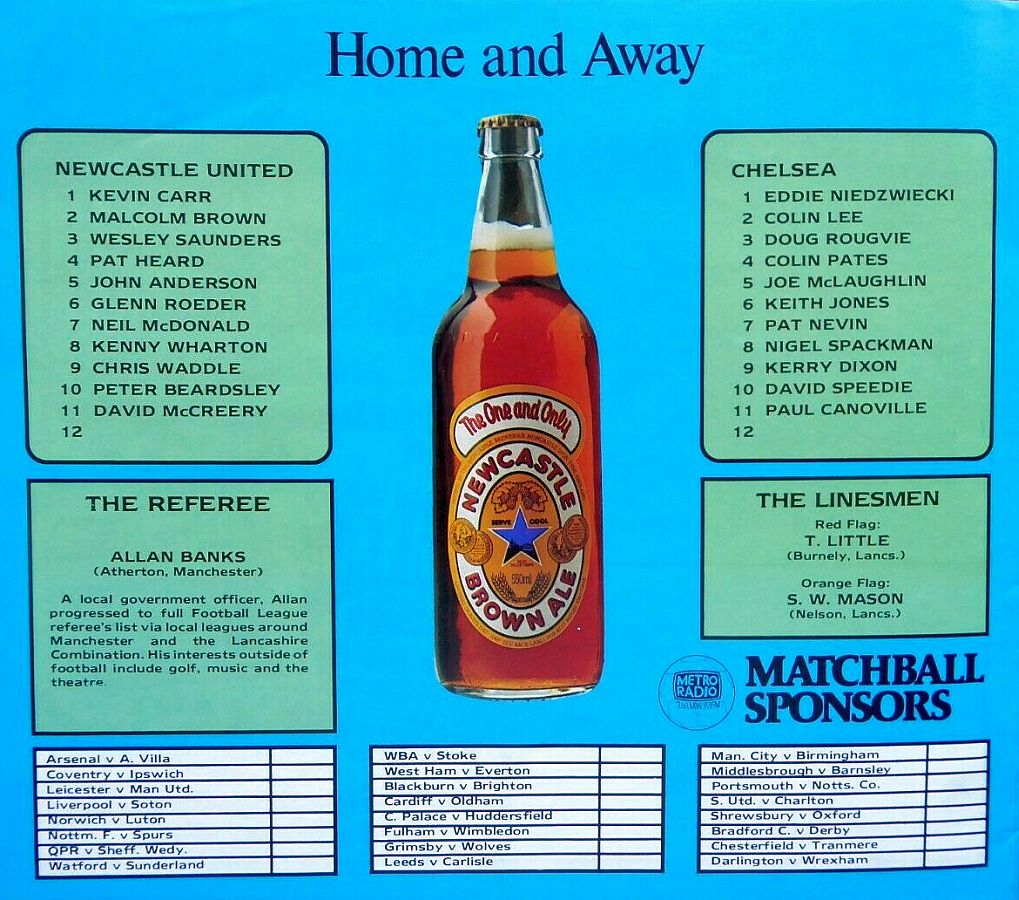 Home and Away
NEWCASTLE UNITED
1 KEVIN CARR
2 MALCOLM BROWN
3 WESLEY SAUNDERS
4 PAT HEARD
5 JOHN ANDERSON
6 GLENN ROEDER
7 NEIL McDONALD
8 KENNY WHARTON
9 CHRIS WADDLE
10 PETER BEARDSLEY
11 DAVID McCREERY
12
THE REFEREE
ALLAN BANKS
(Atherton, Manchester)
A local government officer, Allan
progressed to full Football League
referee's list via local leagues around
Manchester and the Lancashire
Combination. His interests outside of
football include golf, music and the
theatre.
The One and Only
NEWCASTLE
SERVE COOL
550ml
BROWN ALE
CHELSEA
1 EDDIE NIEDZWIECKI
2 COLIN LEE
3 DOUG ROUGVIE
4 COLIN PATES
5 JOE McLAUGHLIN
6 KEITH JONES
7 PAT NEVIN
8 NIGEL SPACKMAN
9 KERRY DIXON
10 DAVID SPEEDIE
11 PAUL CANOVILLE
12
THE LINESMEN
Red Flag:
T. LITTLE
(Burnely, Lancs.)
Orange Flag:
S. W. MASON
(Nelson, Lancs.)
METRO
RADIO
MATCHBALL
SPONSORS
Arsenal v A. Villa
Coventry v Ipswich
Leicester v Man Utd.
Liverpool v Soton
Norwich v Luton
Nottm. F. v Spurs
QPR v Sheff. Wedy.
Watford v Sunderland
WBA v Stoke
West Ham v Everton
Blackburn v Brighton
Cardiff v Oldham
C. Palace v Huddersfield
Fulham v Wimbledon
Grimsby v Wolves
Leeds v Carlisle
Man. City v Birmingham
Middlesbrough v Barnsley
Portsmouth v Notts. Co.
S. Utd. v Charlton
Shrewsbury v Oxford
Bradford C. v Derby
Chesterfield v Tranmere
Darlington v Wrexham